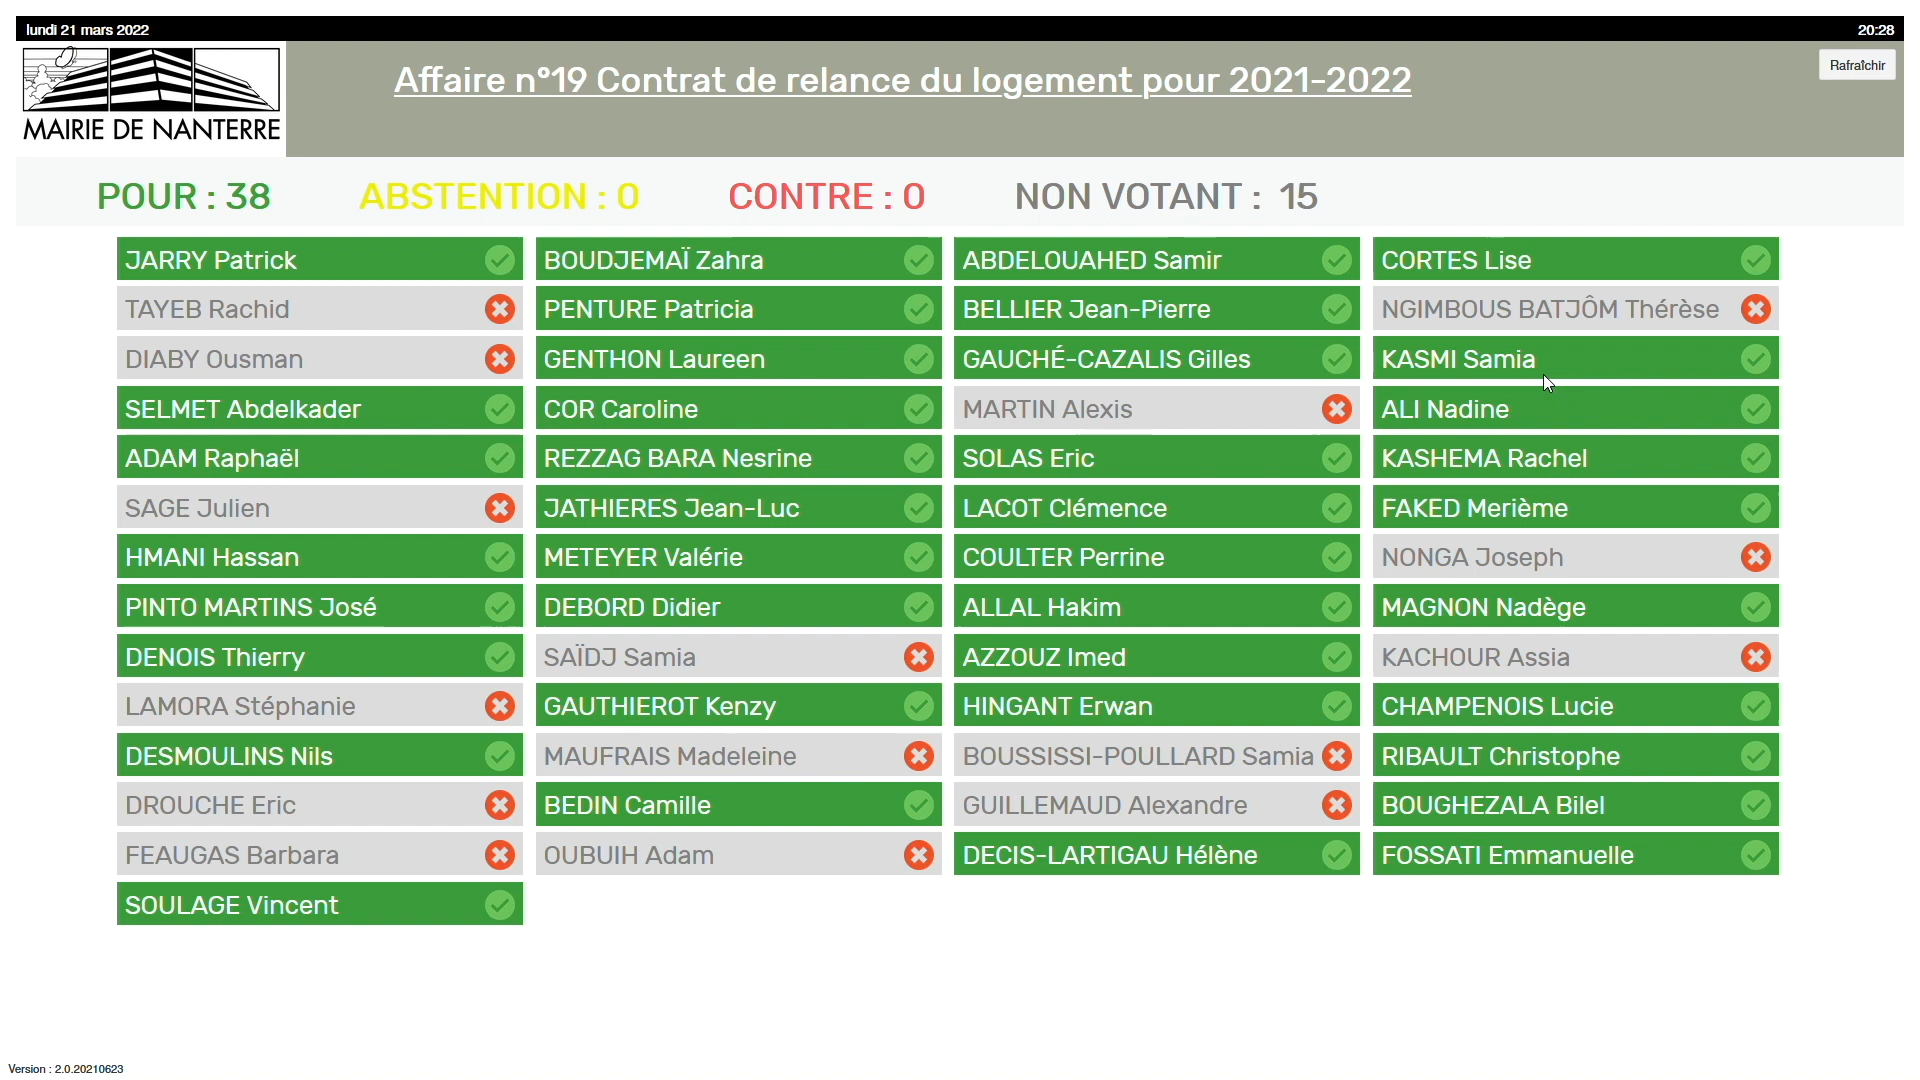 lundi 21 mars 2022 20:28
MAIRIE DE NANTERRE
Affaire n°19 Contrat de relance du logement pour 2021-2022
Rafraîchir
POUR : 38 ABSTENTION : 0 CONTRE : 0 NON VOTANT : 15
JARRY Patrick BOUDJEMAÏ Zahra ABDELOUAHED Samir CORTES Lise
TAYEB Rachid PENTURE Patricia BELLIER Jean-Pierre NGIMBOUS BATJÔM Thérèse
DIABY Ousman GENTHON Laureen GAUCHÉ-CAZALIS Gilles KASMI Samia
SELMET Abdelkader COR Caroline MARTIN Alexis ALI Nadine
ADAM Raphaël REZZAG BARA Nesrine SOLAS Eric KASHEMA Rachel
SAGE Julien JATHIERES Jean-Luc LACOT Clémence FAKED Merième
HMANI Hassan METEYER Valérie COULTER Perrine NONGA Joseph
PINTO MARTINS José DEBORD Didier ALLAL Hakim MAGNON Nadège
DENOIS Thierry SAÏDJ Samia AZZOUZ Imed KACHOUR Assia
LAMORA Stéphanie GAUTHIEROT Kenzy HINGANT Erwan CHAMPENOIS Lucie
DESMOULINS Nils MAUFRAIS Madeleine BOUSSISSI-POULLARD Samia RIBAULT Christophe
DROUCHE Eric BEDIN Camille GUILLEMAUD Alexandre BOUGHEZALA Bilel
FEAUGAS Barbara OUBUIH Adam DECIS-LARTIGAU Hélène FOSSATI Emmanuelle
SOULAGE Vincent
Version : 2.0.20210623